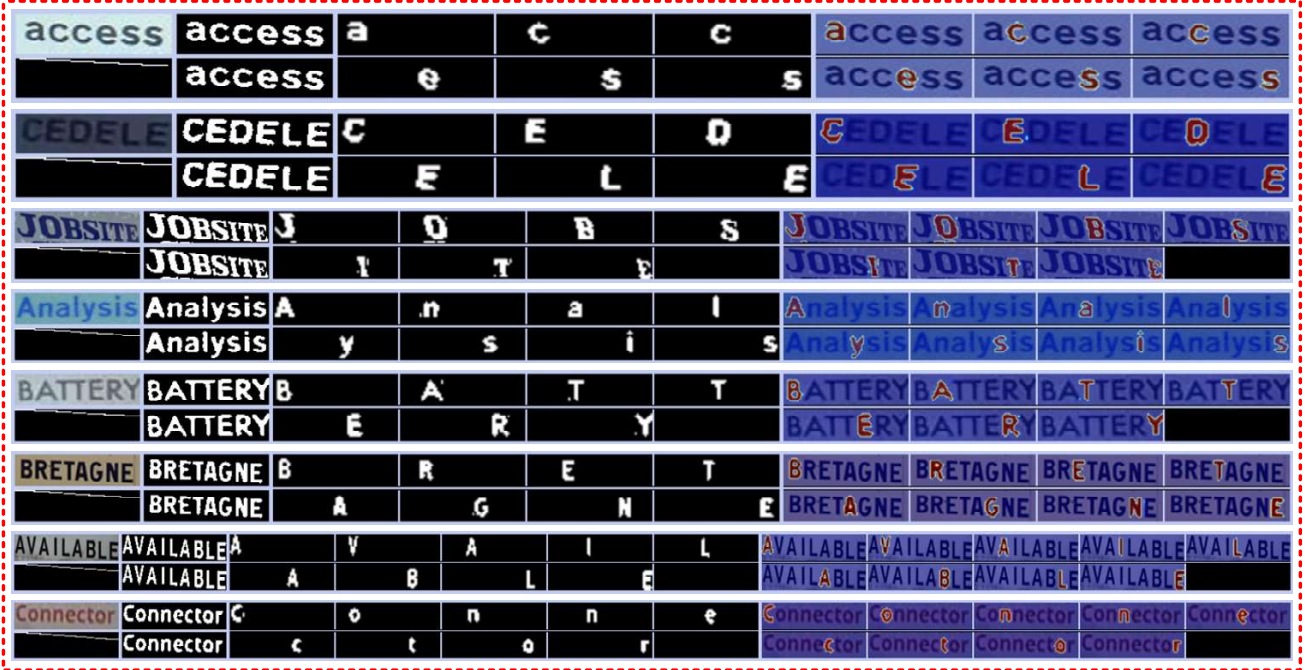 access access a c c access access access
access e s s access access access
CEDELE CEDELE C E D CEDELE CEDELE CEDELE
CEDELE E L E CEDELE CEDELE CEDELE
JOBSITE JOBSITE J O B S JOBSITE JOBSITE JOBSITE JOBSITE
JOBSITE I T E JOBSITE JOBSITE JOBSITE
Analysis Analysis A n a l Analysis Analysis Analysis Analysis
Analysis y s i s Analysis Analysis Analysis Analysis
BATTERY BATTERY B A T T BATTERY BATTERY BATTERY BATTERY
BATTERY E R Y BATTERY BATTERY BATTERY
BRETAGNE BRETAGNE B R E T BRETAGNE BRETAGNE BRETAGNE BRETAGNE
BRETAGNE A G N E BRETAGNE BRETAGNE BRETAGNE BRETAGNE
AVAILABLE AVAILABLE A V A I L AVAILABLE AVAILABLE AVAILABLE AVAILABLE AVAILABLE
AVAILABLE A B L E AVAILABLE AVAILABLE AVAILABLE AVAILABLE
Connector Connector C o n n e Connector Connector Connector Connector Connector
Connector c t o r Connector Connector Connector Connector